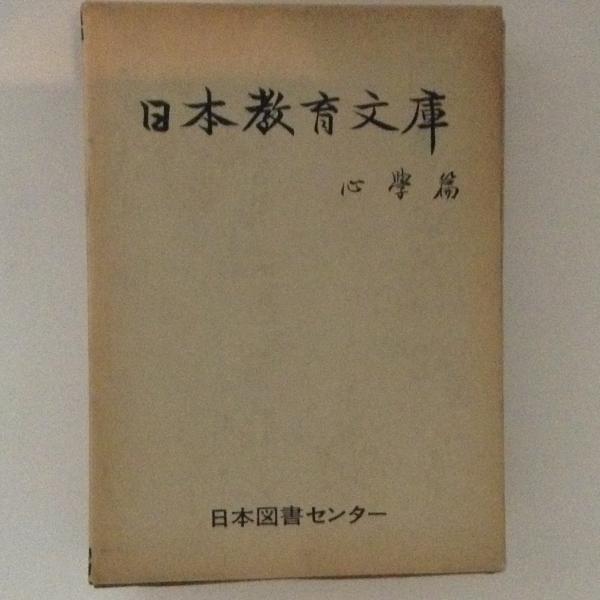 日本教育文庫
心學篇
日本図書センター